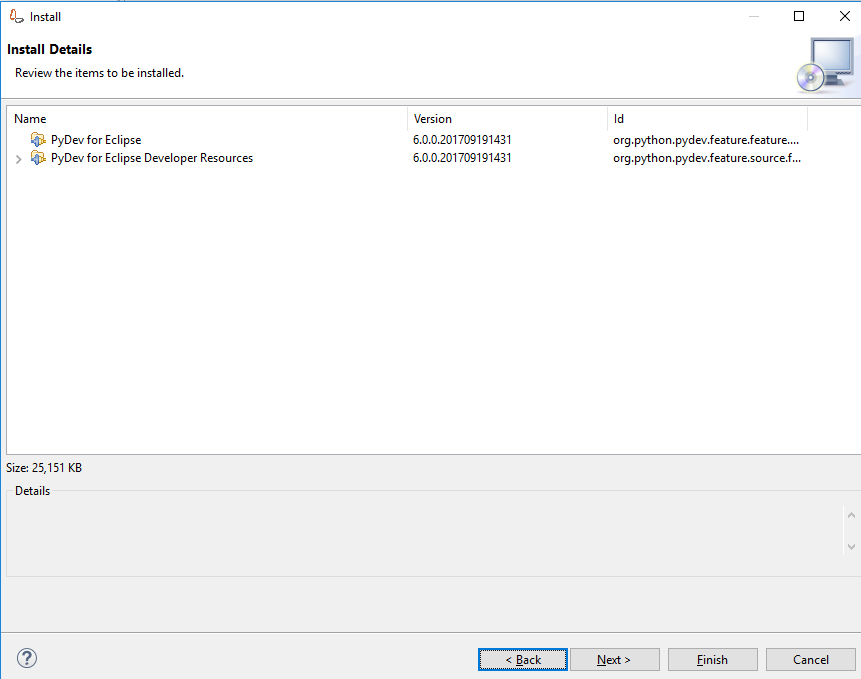 Install
Install Details
Review the items to be installed.
Name Version Id
PyDev for Eclipse 6.0.0.201709191431 org.python.pydev.feature.feature....
PyDev for Eclipse Developer Resources 6.0.0.201709191431 org.python.pydev.feature.source.f...
Size: 25,151 KB
Details
? < Back Next > Finish Cancel